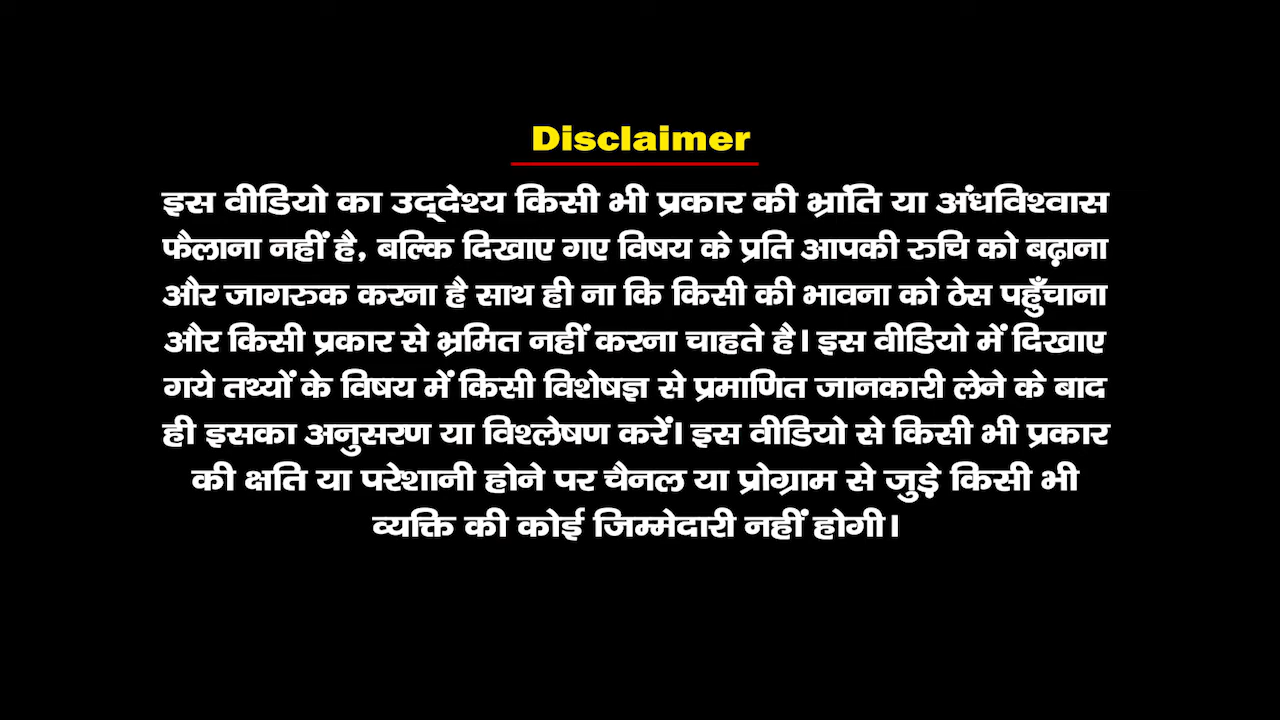 Disclaimer
इस वीडियो का उद्देश्य किसी भी प्रकार की भ्रांति या अंधविश्वास
फैलाना नहीं है, बल्कि दिखाए गए विषय के प्रति आपकी रुचि को बढ़ाना
और जागरुक करना है साथ ही ना कि किसी की भावना को ठेस पहुँचाना
और किसी प्रकार से भ्रमित नहीं करना चाहते है। इस वीडियो में दिखाए
गये तथ्यों के विषय में किसी विशेषज्ञ से प्रमाणित जानकारी लेने के बाद
ही इसका अनुसरण या विश्लेषण करें। इस वीडियो से किसी भी प्रकार
की क्षति या परेशानी होने पर चैनल या प्रोग्राम से जुड़े किसी भी
व्यक्ति की कोई जिम्मेदारी नहीं होगी।